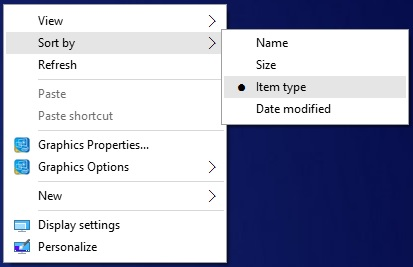 View
Sort by
Refresh
Paste
Paste shortcut
Graphics Properties...
Graphics Options
New
Display settings
Personalize
Name
Size
Item type
Date modified